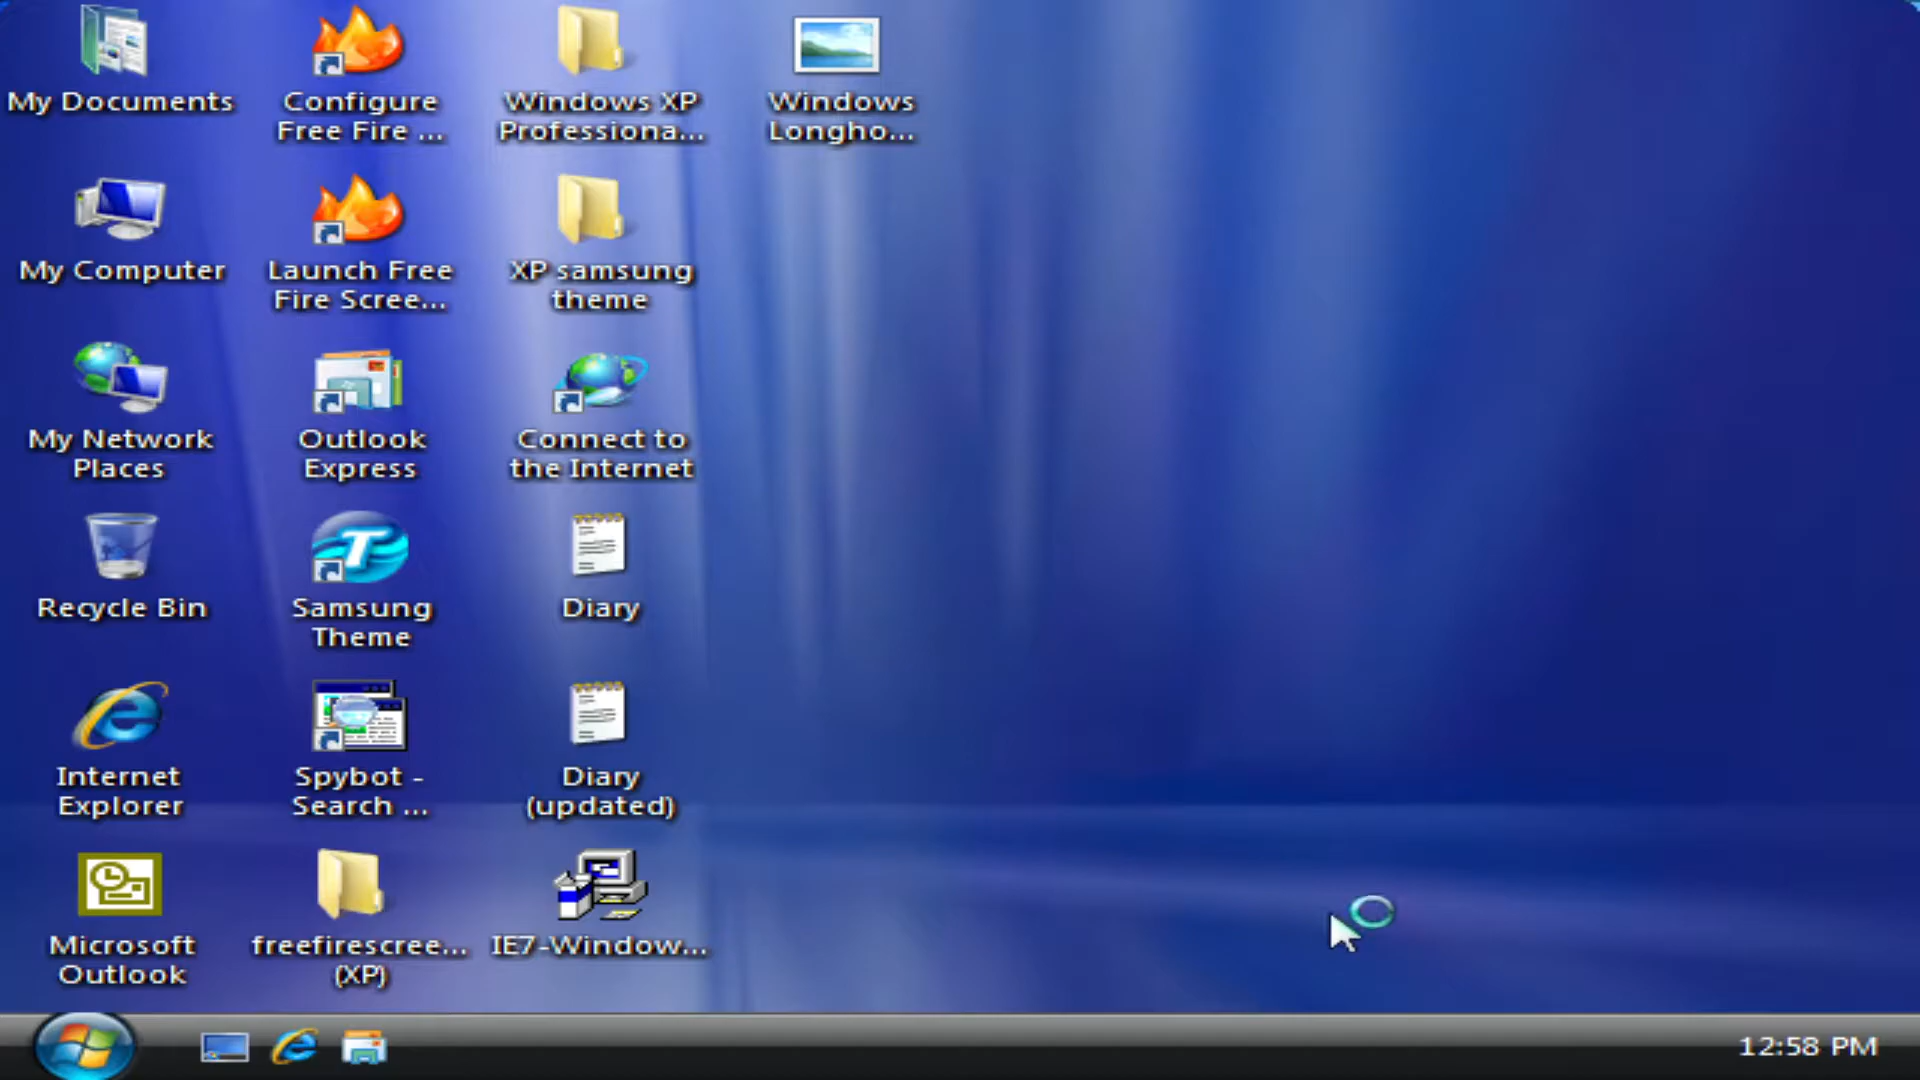 My Documents
Configure
Free Fire ...
Windows XP
Professiona...
Windows
Longho...
My Computer
Launch Free
Fire Scree...
XP samsung
theme
My Network
Places
Outlook
Express
Connect to
the Internet
Recycle Bin
Samsung
Theme
Diary
Internet
Explorer
Spybot -
Search ...
Diary
(updated)
Microsoft
Outlook
freefirescree...
(XP)
IE7-Window...
12:58 PM